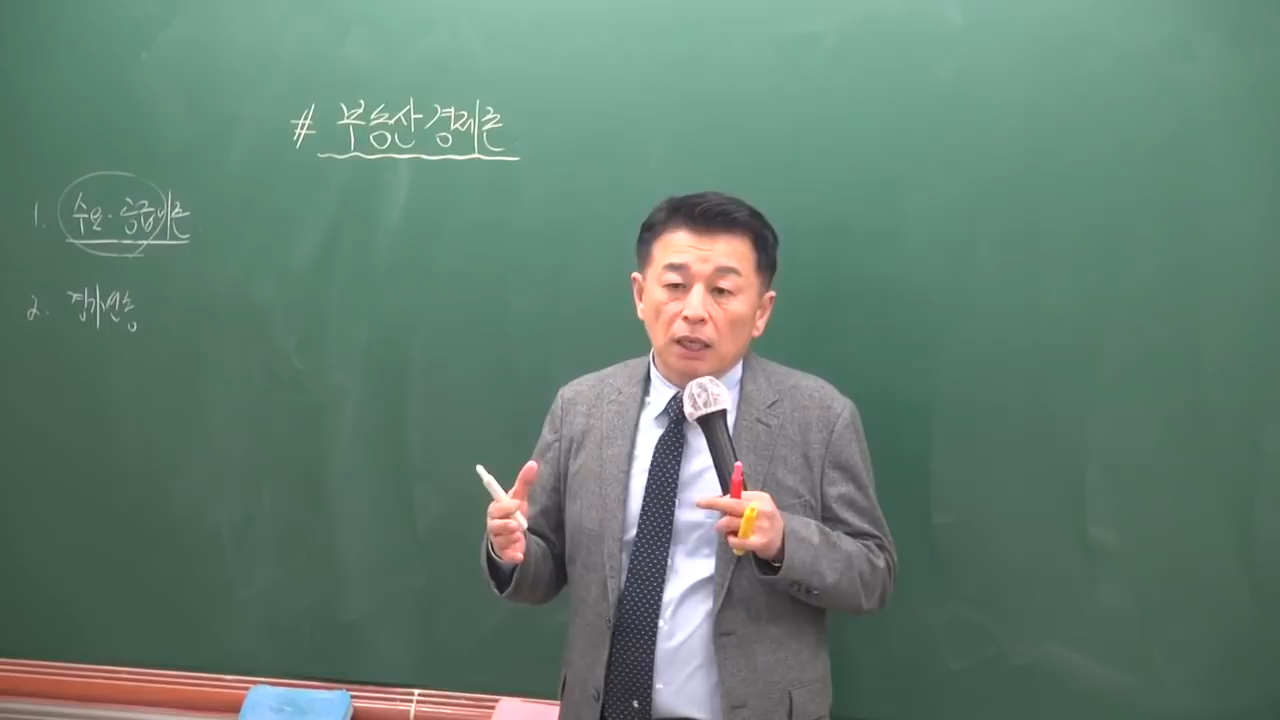 # 부동산 경제론
1. 수요·공급이론
2. 경기변동